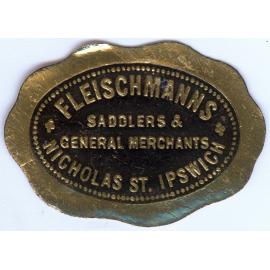 FLEISCHMANNS
SADDLERS &
GENERAL MERCHANTS
NICHOLAS ST. IPSWICH